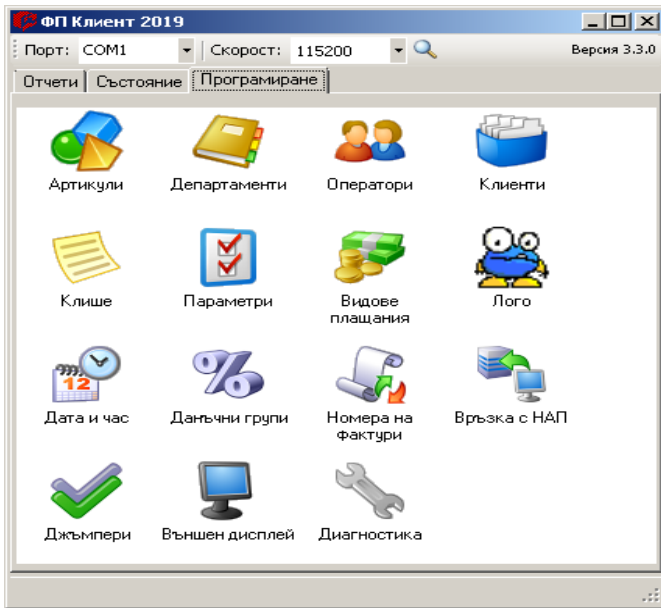 ФП Клиент 2019
Порт: COM1 Скорост: 115200 Версия 3.3.0
Отчети Състояние Програмиране
Артикули Департаменти Оператори Клиенти
Клише Параметри Видове плащания Лого
12
Дата и час Данъчни групи Номера на фактури Връзка с НАП
Джъмпери Външен дисплей Диагностика